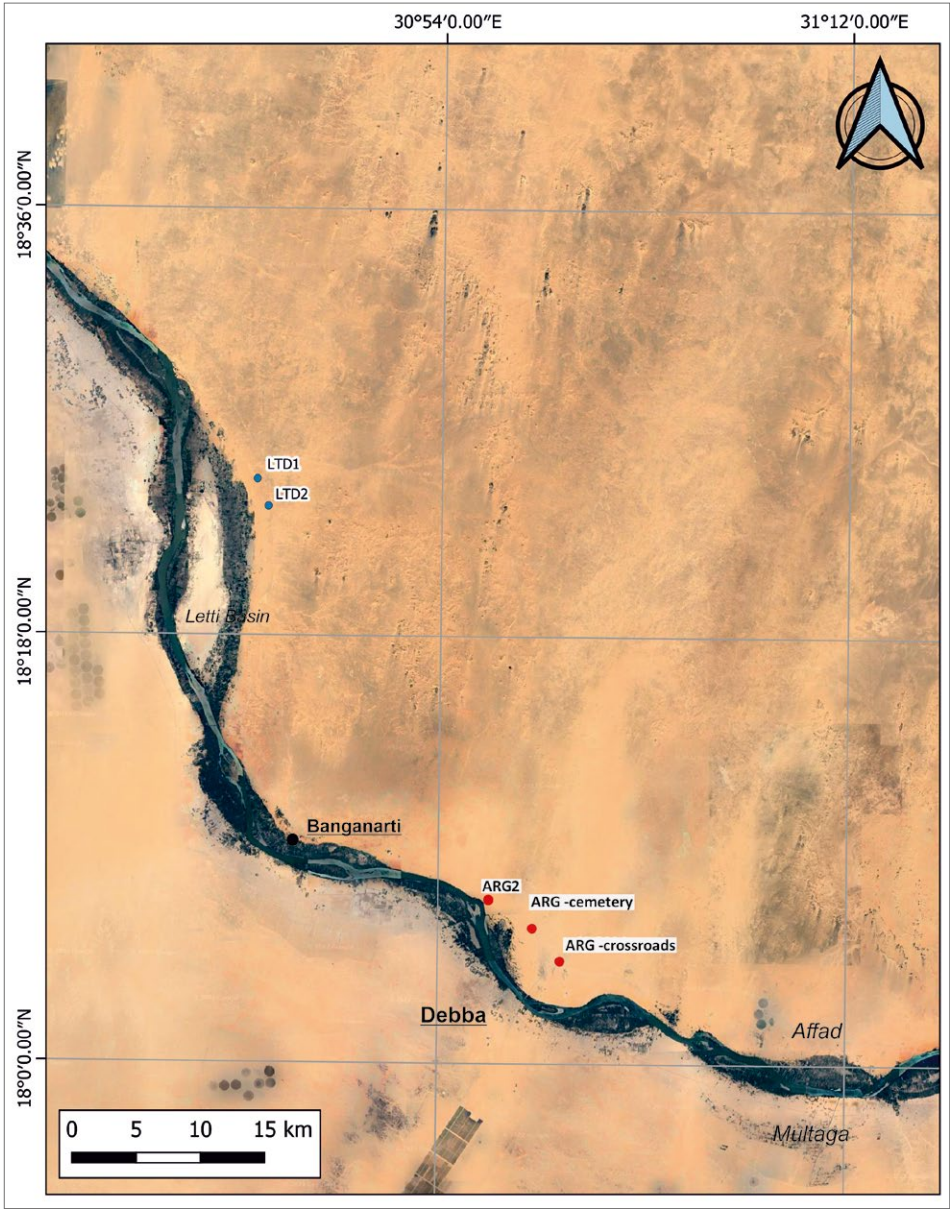 30°54′0.00″E
31°12′0.00″E
18°36′0.00″N
LTD1
LTD2
Letti Basin
18°18′0.00″N
Banganarti
ARG2
ARG -cemetery
ARG -crossroads
Debba
Affad
18°0′0.00″N
Multaga
0 5 10 15 km